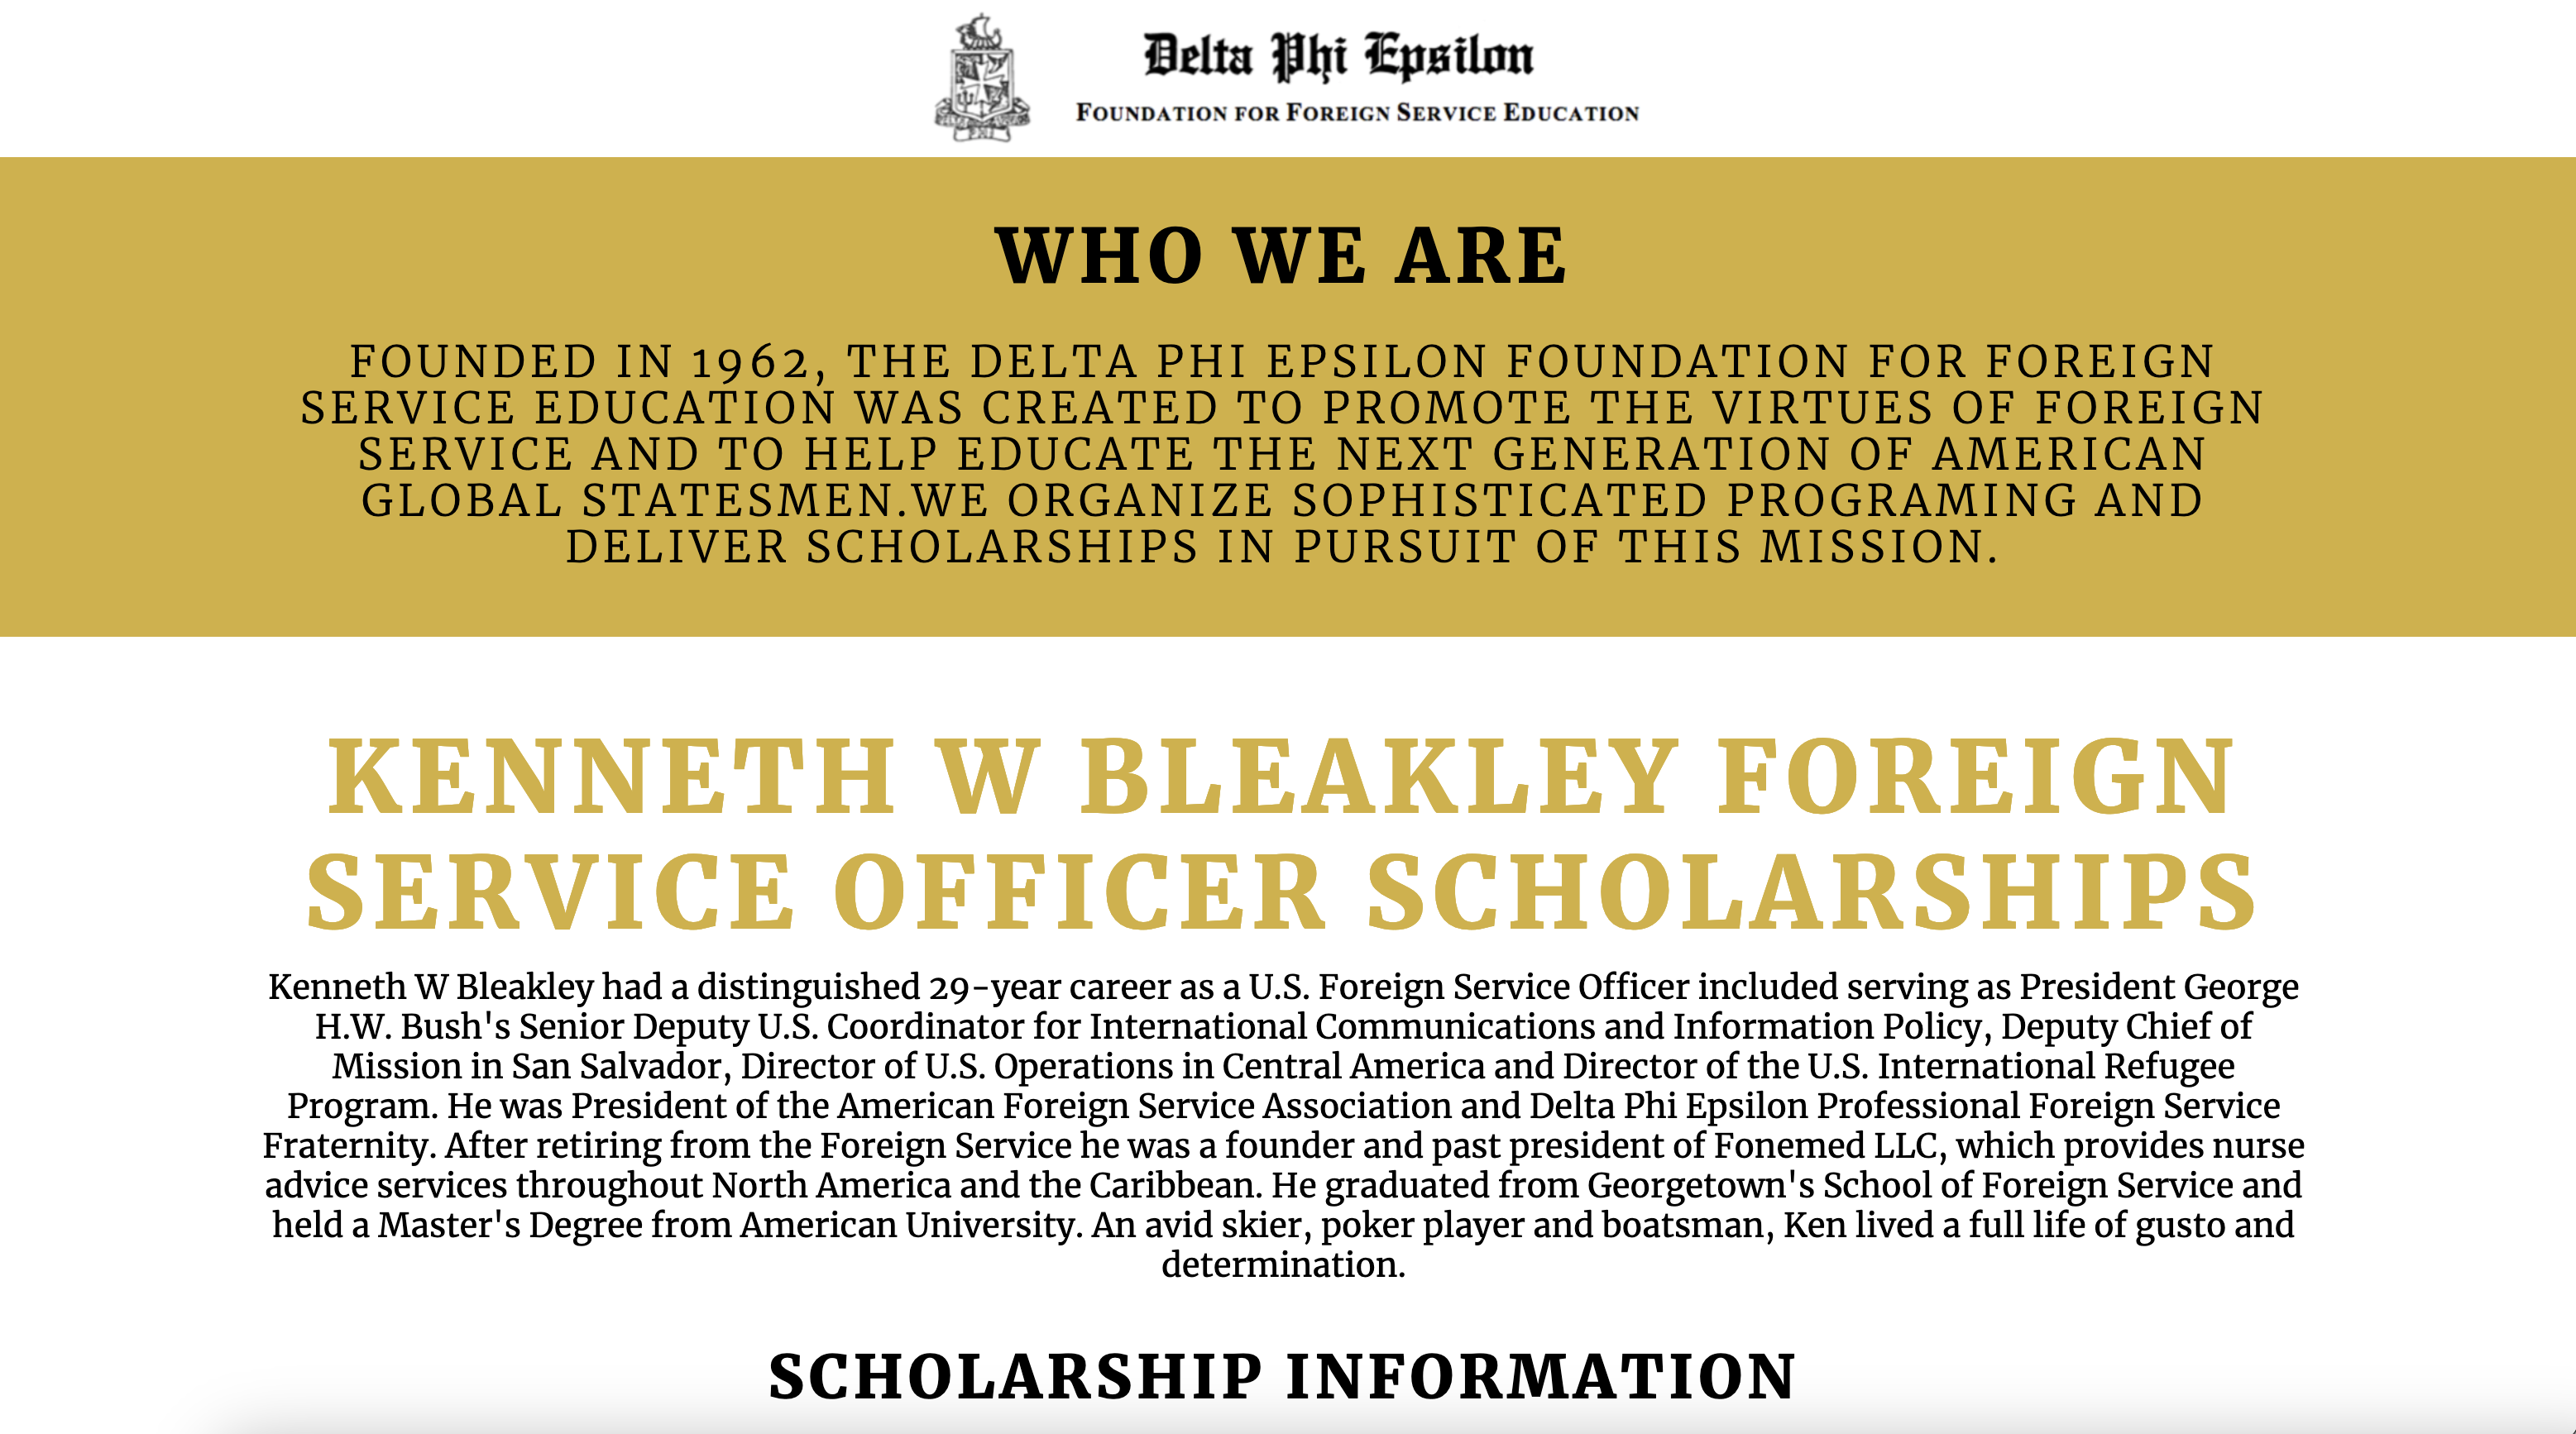 Delta Phi Epsilon
FOUNDATION FOR FOREIGN SERVICE EDUCATION
WHO WE ARE
FOUNDED IN 1962, THE DELTA PHI EPSILON FOUNDATION FOR FOREIGN
SERVICE EDUCATION WAS CREATED TO PROMOTE THE VIRTUES OF FOREIGN
SERVICE AND TO HELP EDUCATE THE NEXT GENERATION OF AMERICAN
GLOBAL STATESMEN.WE ORGANIZE SOPHISTICATED PROGRAMING AND
DELIVER SCHOLARSHIPS IN PURSUIT OF THIS MISSION.
KENNETH W BLEAKLEY FOREIGN
SERVICE OFFICER SCHOLARSHIPS
Kenneth W Bleakley had a distinguished 29-year career as a U.S. Foreign Service Officer included serving as President George
H.W. Bush's Senior Deputy U.S. Coordinator for International Communications and Information Policy, Deputy Chief of
Mission in San Salvador, Director of U.S. Operations in Central America and Director of the U.S. International Refugee
Program. He was President of the American Foreign Service Association and Delta Phi Epsilon Professional Foreign Service
Fraternity. After retiring from the Foreign Service he was a founder and past president of Fonemed LLC, which provides nurse
advice services throughout North America and the Caribbean. He graduated from Georgetown's School of Foreign Service and
held a Master's Degree from American University. An avid skier, poker player and boatsman, Ken lived a full life of gusto and
determination.
SCHOLARSHIP INFORMATION